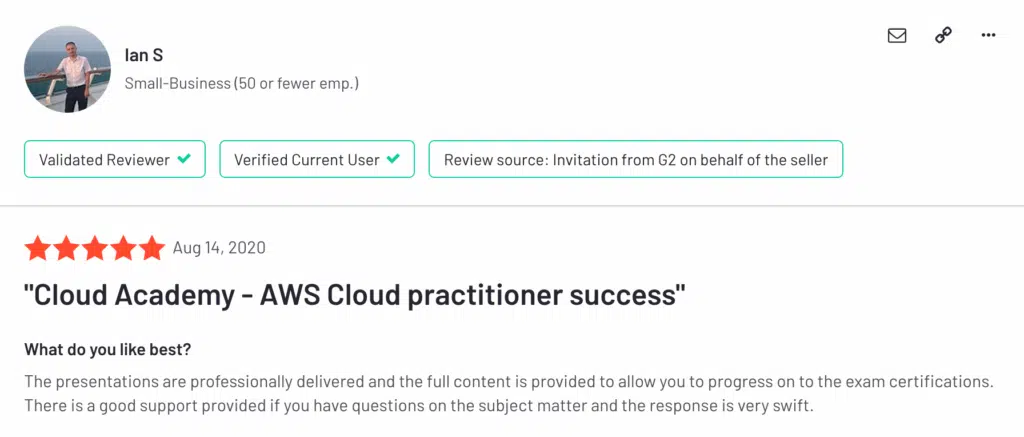 Ian S
Small-Business (50 or fewer emp.)
Validated Reviewer
Verified Current User
Review source: Invitation from G2 on behalf of the seller
Aug 14, 2020
"Cloud Academy - AWS Cloud practitioner success"
What do you like best?
The presentations are professionally delivered and the full content is provided to allow you to progress on to the exam certifications.
There is a good support provided if you have questions on the subject matter and the response is very swift.